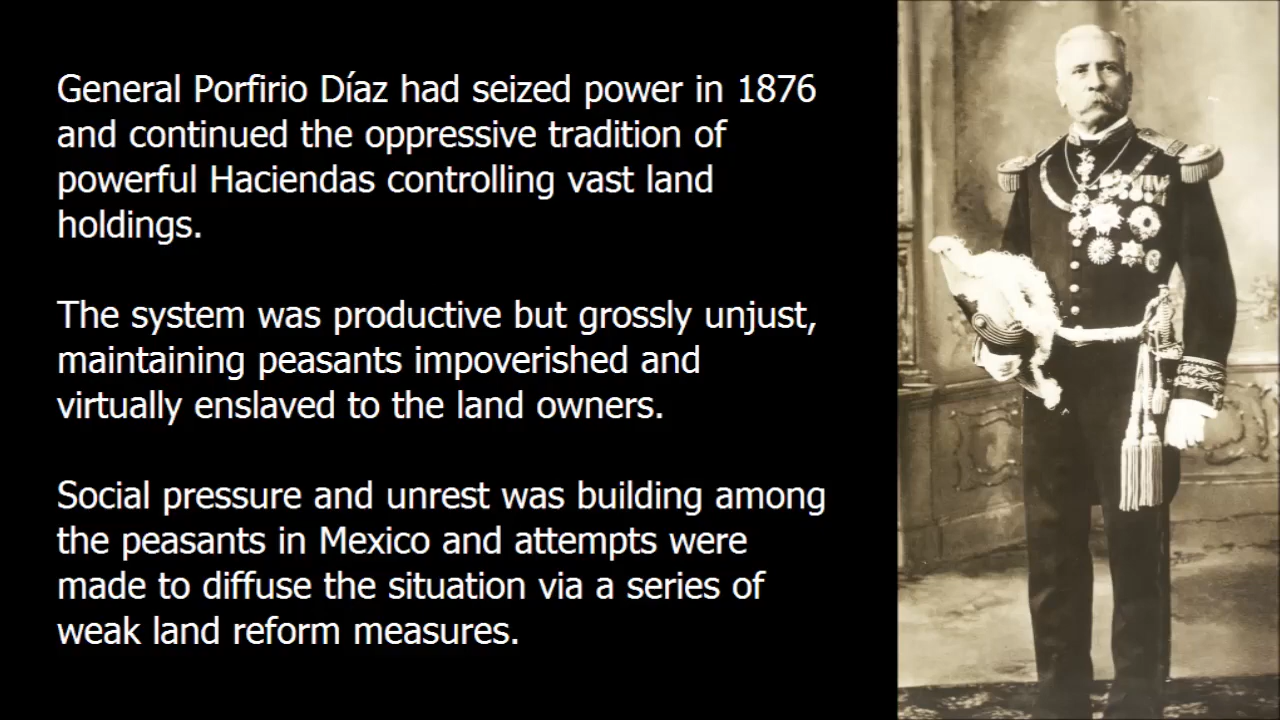 General Porfirio Díaz had seized power in 1876
and continued the oppressive tradition of
powerful Haciendas controlling vast land
holdings.
The system was productive but grossly unjust,
maintaining peasants impoverished and
virtually enslaved to the land owners.
Social pressure and unrest was building among
the peasants in Mexico and attempts were
made to diffuse the situation via a series of
weak land reform measures.